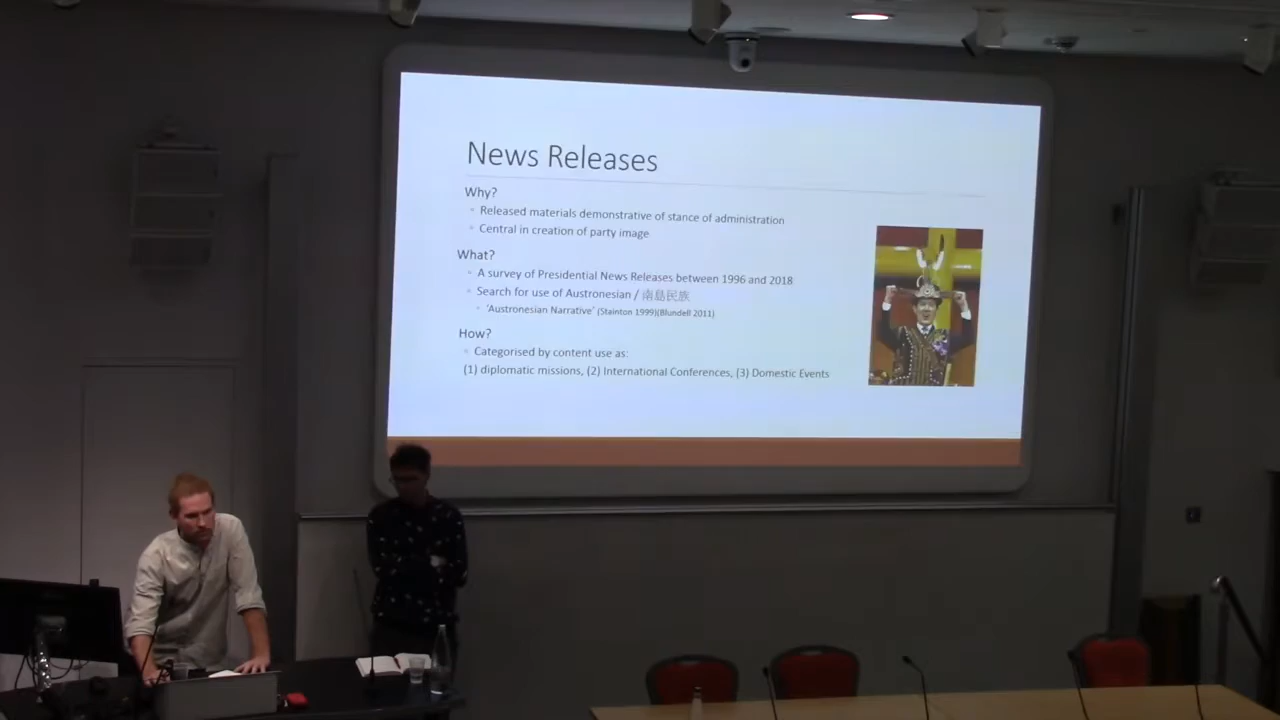 News Releases
Why?
Released materials demonstrative of stance of administration
Central in creation of party image
What?
A survey of Presidential News Releases between 1996 and 2018
Search for use of Austronesian / 南島民族
'Austronesian Narrative' (Stainton 1999)(Blundell 2011)
How?
Categorised by content use as:
(1) diplomatic missions, (2) International Conferences, (3) Domestic Events